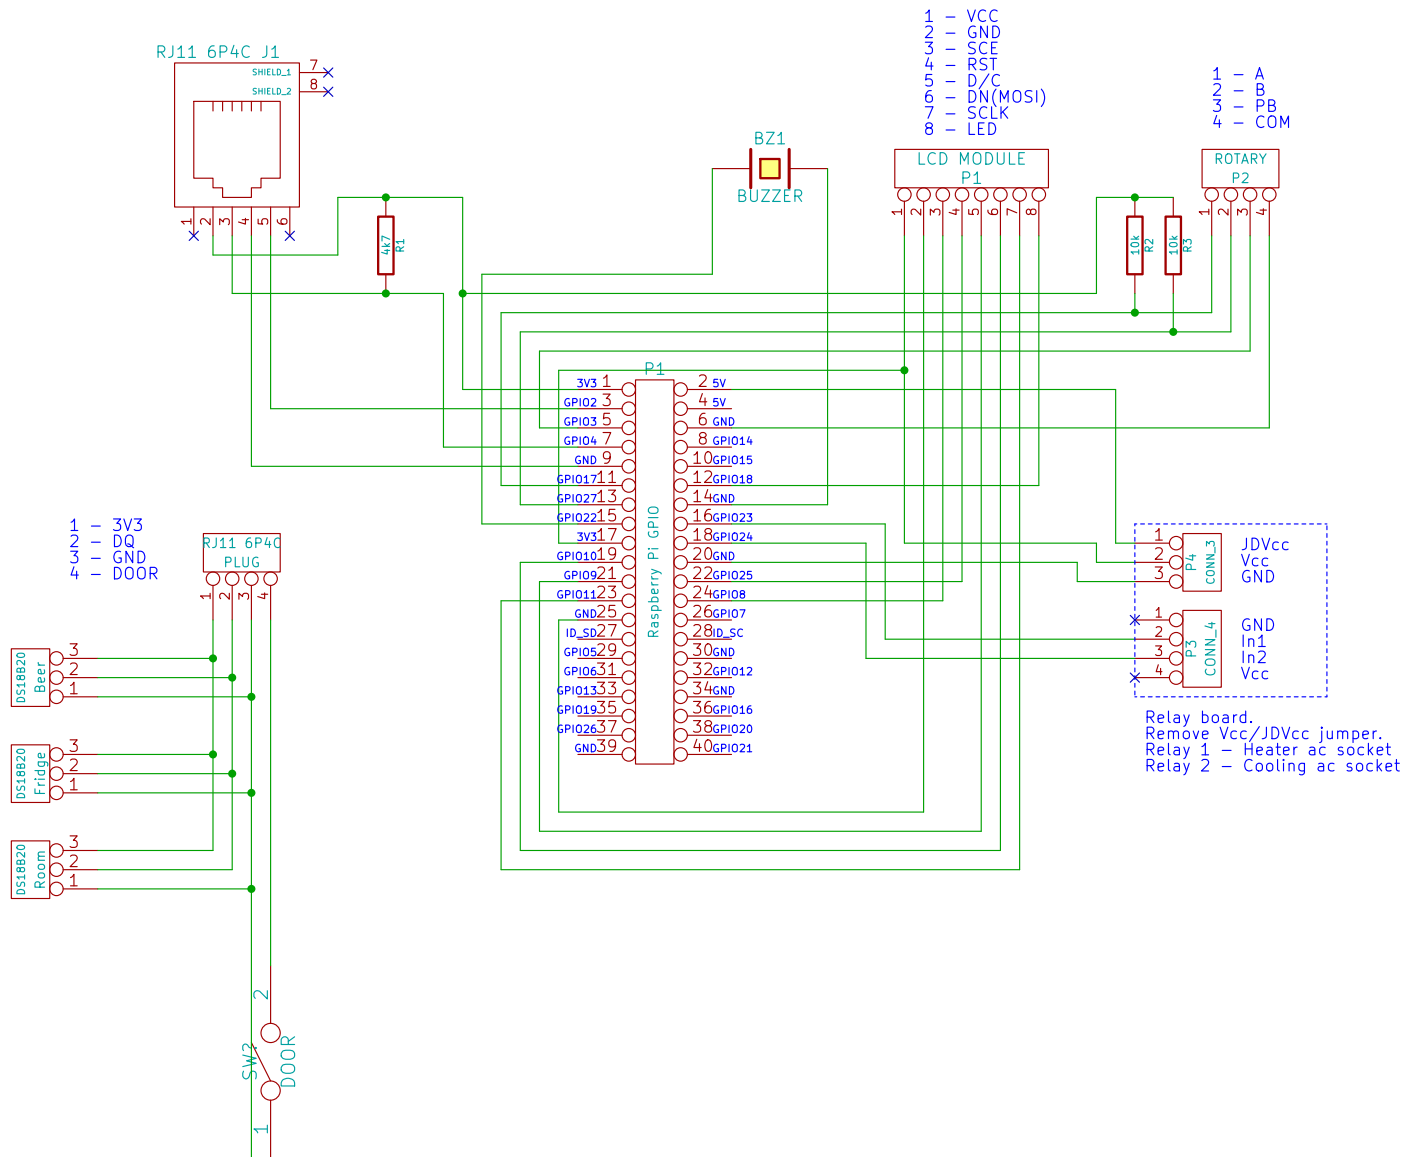 1 - VCC
2 - GND
3 - SCE
4 - RST
5 - D/C
6 - DN(MOSI)
7 - SCLK
8 - LED
1 - A
2 - B
3 - PB
4 - COM
RJ11 6P4C J1
SHIELD_1 7
SHIELD_2 8
1 2 3 4 5 6
4k7 R1
BZ1
BUZZER
LCD MODULE
P1
1 2 3 4 5 6 7 8
ROTARY
P2
1 2 3 4
10k R2
10k R3
P1
Raspberry Pi GPIO
3V3 1 2 5V
GPIO2 3 4 5V
GPIO3 5 6 GND
GPIO4 7 8 GPIO14
GND 9 10 GPIO15
GPIO17 11 12 GPIO18
GPIO27 13 14 GND
GPIO22 15 16 GPIO23
3V3 17 18 GPIO24
GPIO10 19 20 GND
GPIO9 21 22 GPIO25
GPIO11 23 24 GPIO8
GND 25 26 GPIO7
ID_SD 27 28 ID_SC
GPIO5 29 30 GND
GPIO6 31 32 GPIO12
GPIO13 33 34 GND
GPIO19 35 36 GPIO16
GPIO26 37 38 GPIO20
GND 39 40 GPIO21
1 - 3V3
2 - DQ
3 - GND
4 - DOOR
RJ11 6P4C
PLUG
1 2 3 4
DS18B20
Beer
3
2
1
DS18B20
Fridge
3
2
1
DS18B20
Room
3
2
1
2
SW?
DOOR
1
P4
CONN_3
1 JDVcc
2 Vcc
3 GND
P3
CONN_4
1 GND
2 In1
3 In2
4 Vcc
Relay board.
Remove Vcc/JDVcc jumper.
Relay 1 - Heater ac socket
Relay 2 - Cooling ac socket